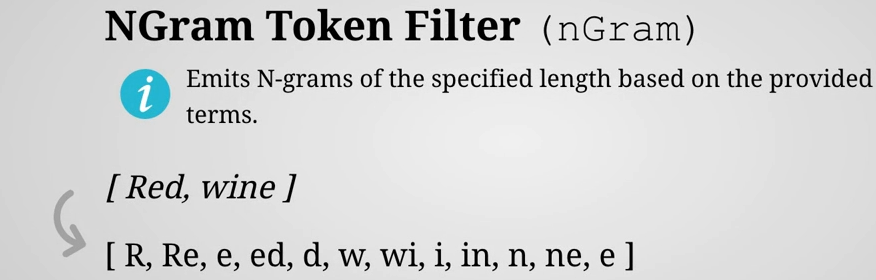 NGram Token Filter (nGram)
Emits N-grams of the specified length based on the provided
terms.
[ Red, wine ]
[ R, Re, e, ed, d, w, wi, i, in, n, ne, e ]